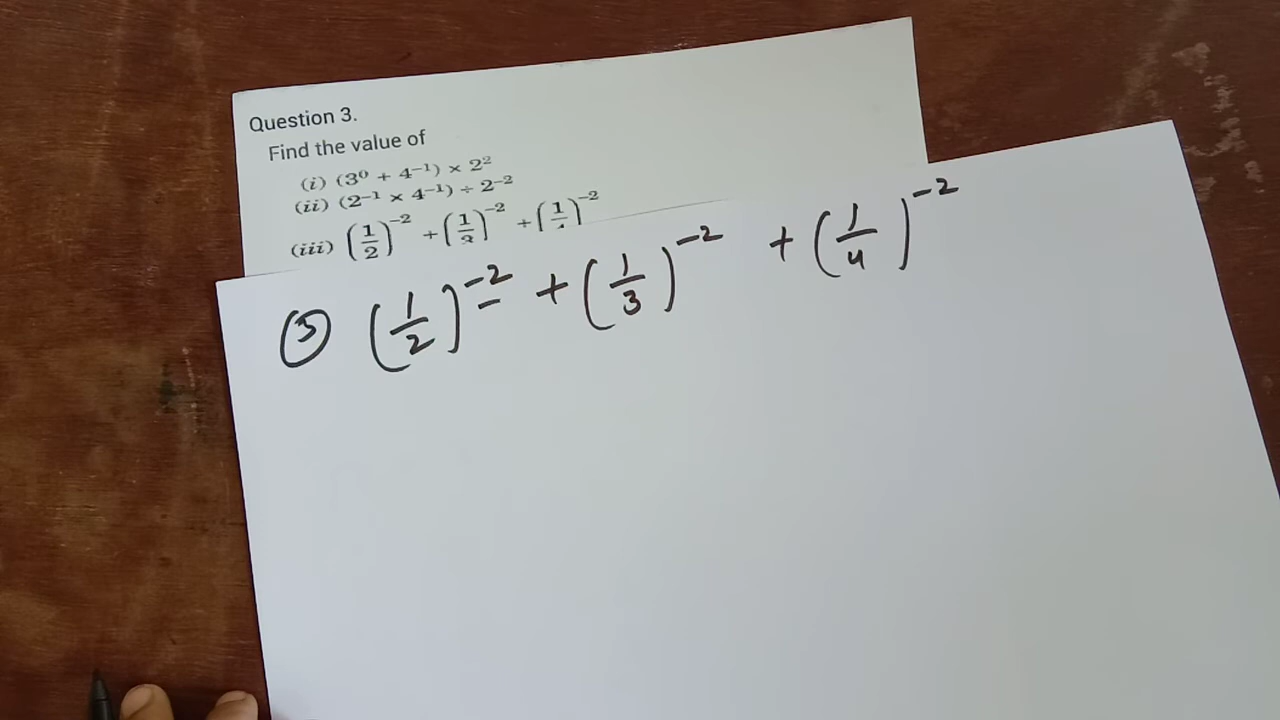 Question 3.
Find the value of
(i) (3⁰ + 4⁻¹) × 2²
(ii) (2⁻¹ × 4⁻¹) ÷ 2⁻²
(iii) (1/2)⁻² + (1/3)⁻² + (1/4)⁻²
③ (1/2)⁻² + (1/3)⁻² + (1/4)⁻²